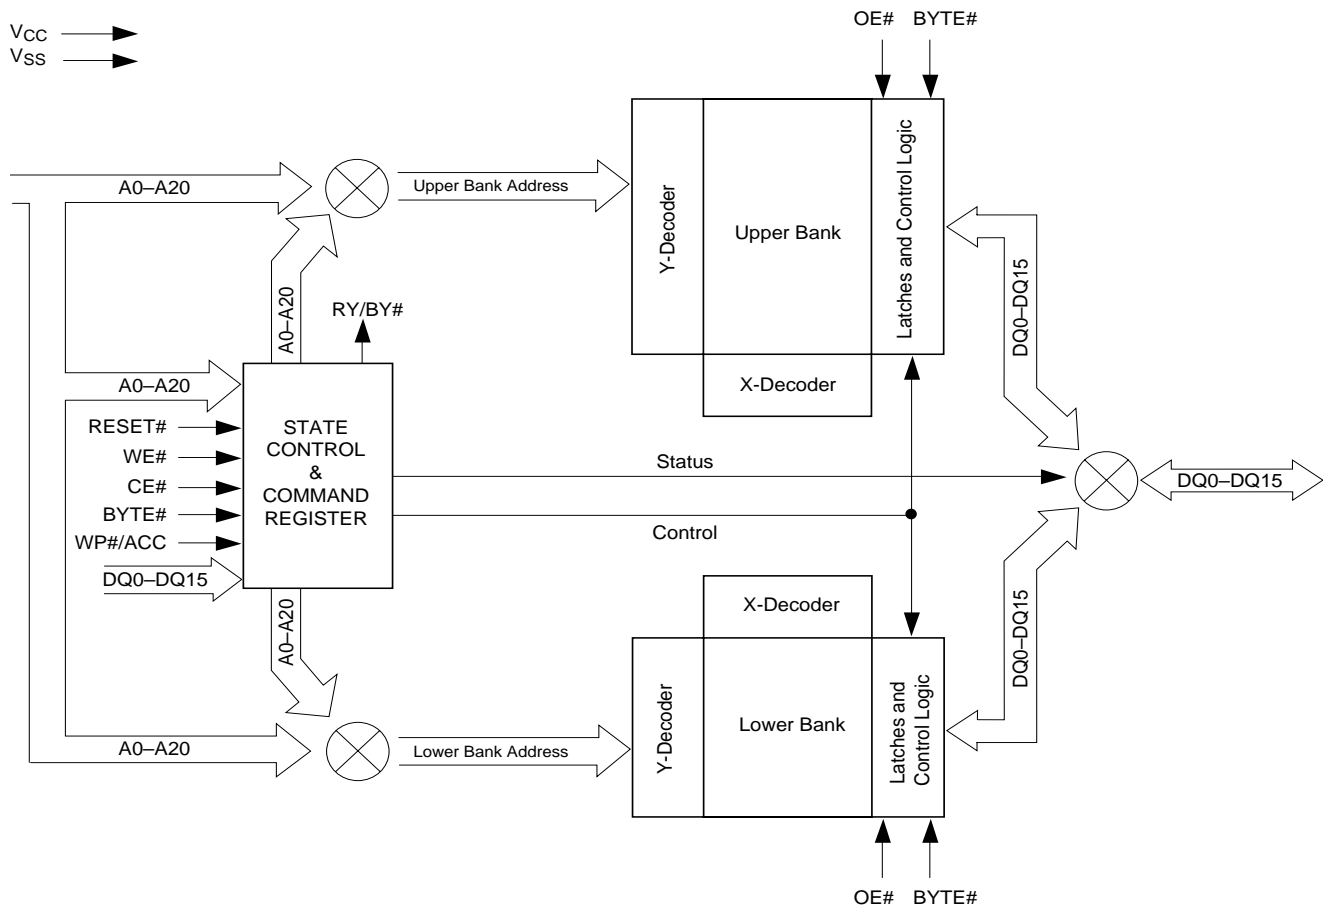 VCC
VSS
OE#
BYTE#
A0–A20
Upper Bank Address
Y-Decoder
Upper Bank
Latches and Control Logic
X-Decoder
DQ0–DQ15
A0–A20
RY/BY#
A0–A20
RESET#
WE#
CE#
BYTE#
WP#/ACC
DQ0–DQ15
STATE
CONTROL
&
COMMAND
REGISTER
Status
Control
DQ0–DQ15
A0–A20
X-Decoder
DQ0–DQ15
A0–A20
Lower Bank Address
Y-Decoder
Lower Bank
Latches and
Control Logic
OE#
BYTE#